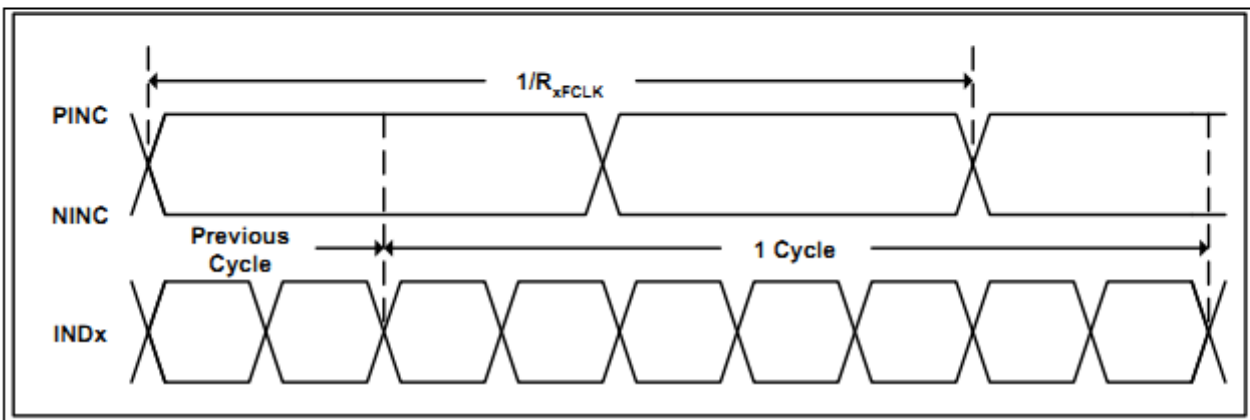 1/RxFCLK
PINC
NINC
Previous
Cycle
1 Cycle
INDx